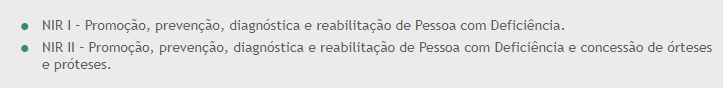 NIR I - Promoção, prevenção, diagnóstica e reabilitação de Pessoa com Deficiência.
NIR II - Promoção, prevenção, diagnóstica e reabilitação de Pessoa com Deficiência e concessão de órteses
e próteses.